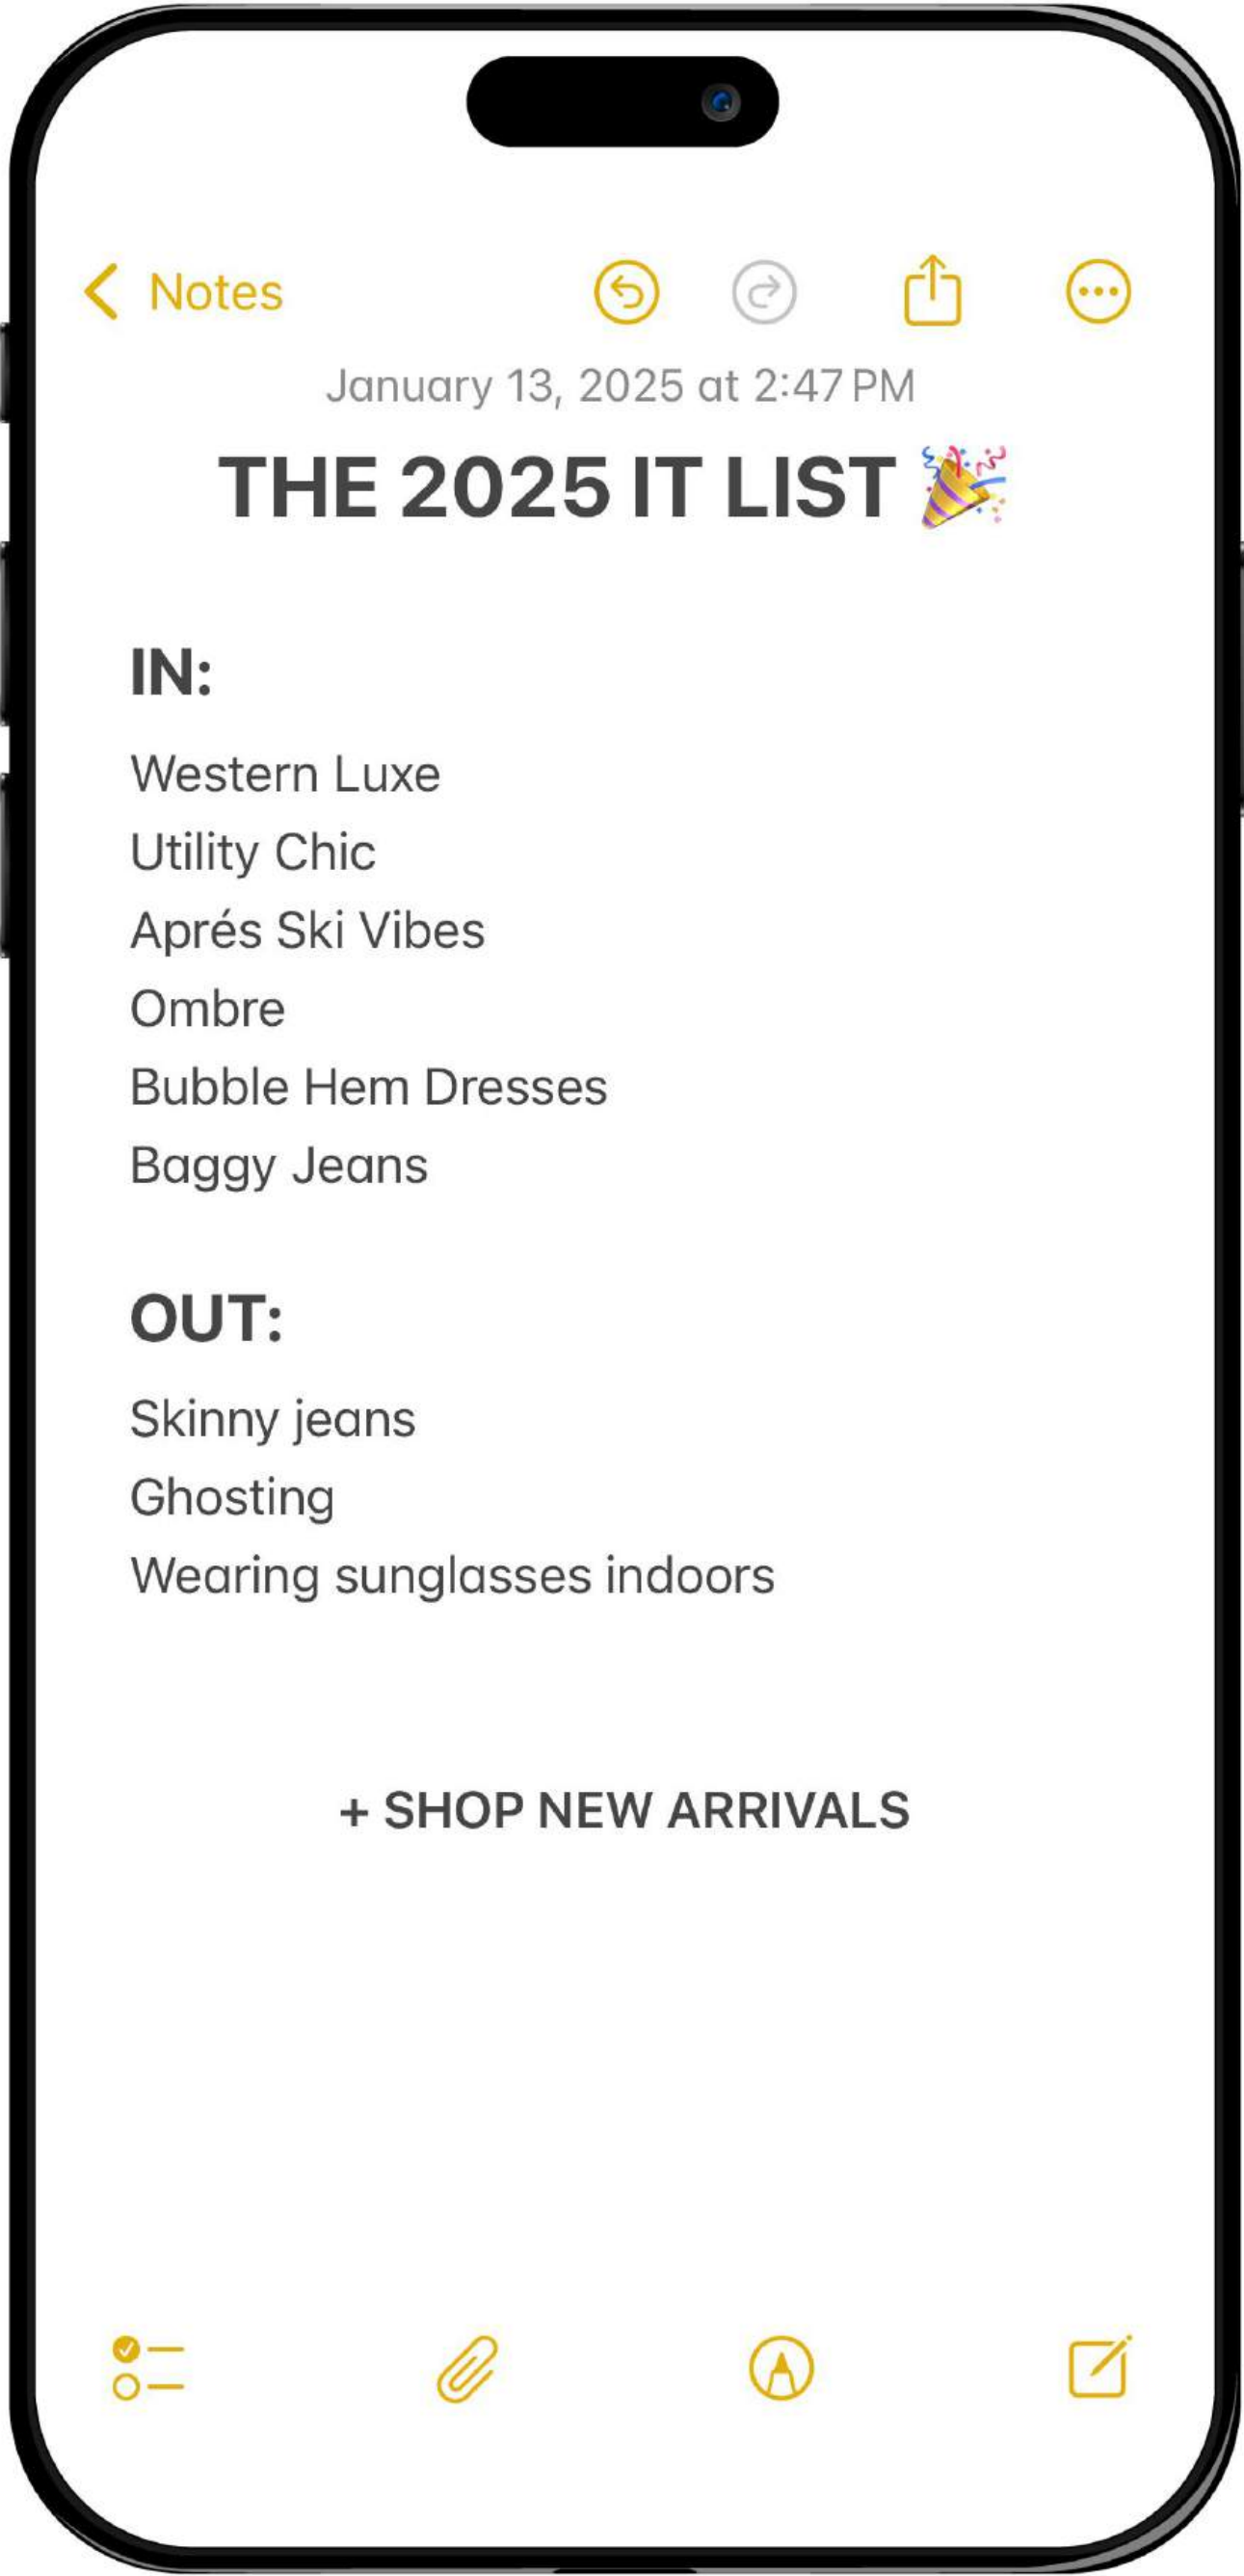 Notes
January 13, 2025 at 2:47 PM
THE 2025 IT LIST 🎉
IN:
Western Luxe
Utility Chic
Aprés Ski Vibes
Ombre
Bubble Hem Dresses
Baggy Jeans
OUT:
Skinny jeans
Ghosting
Wearing sunglasses indoors
+ SHOP NEW ARRIVALS